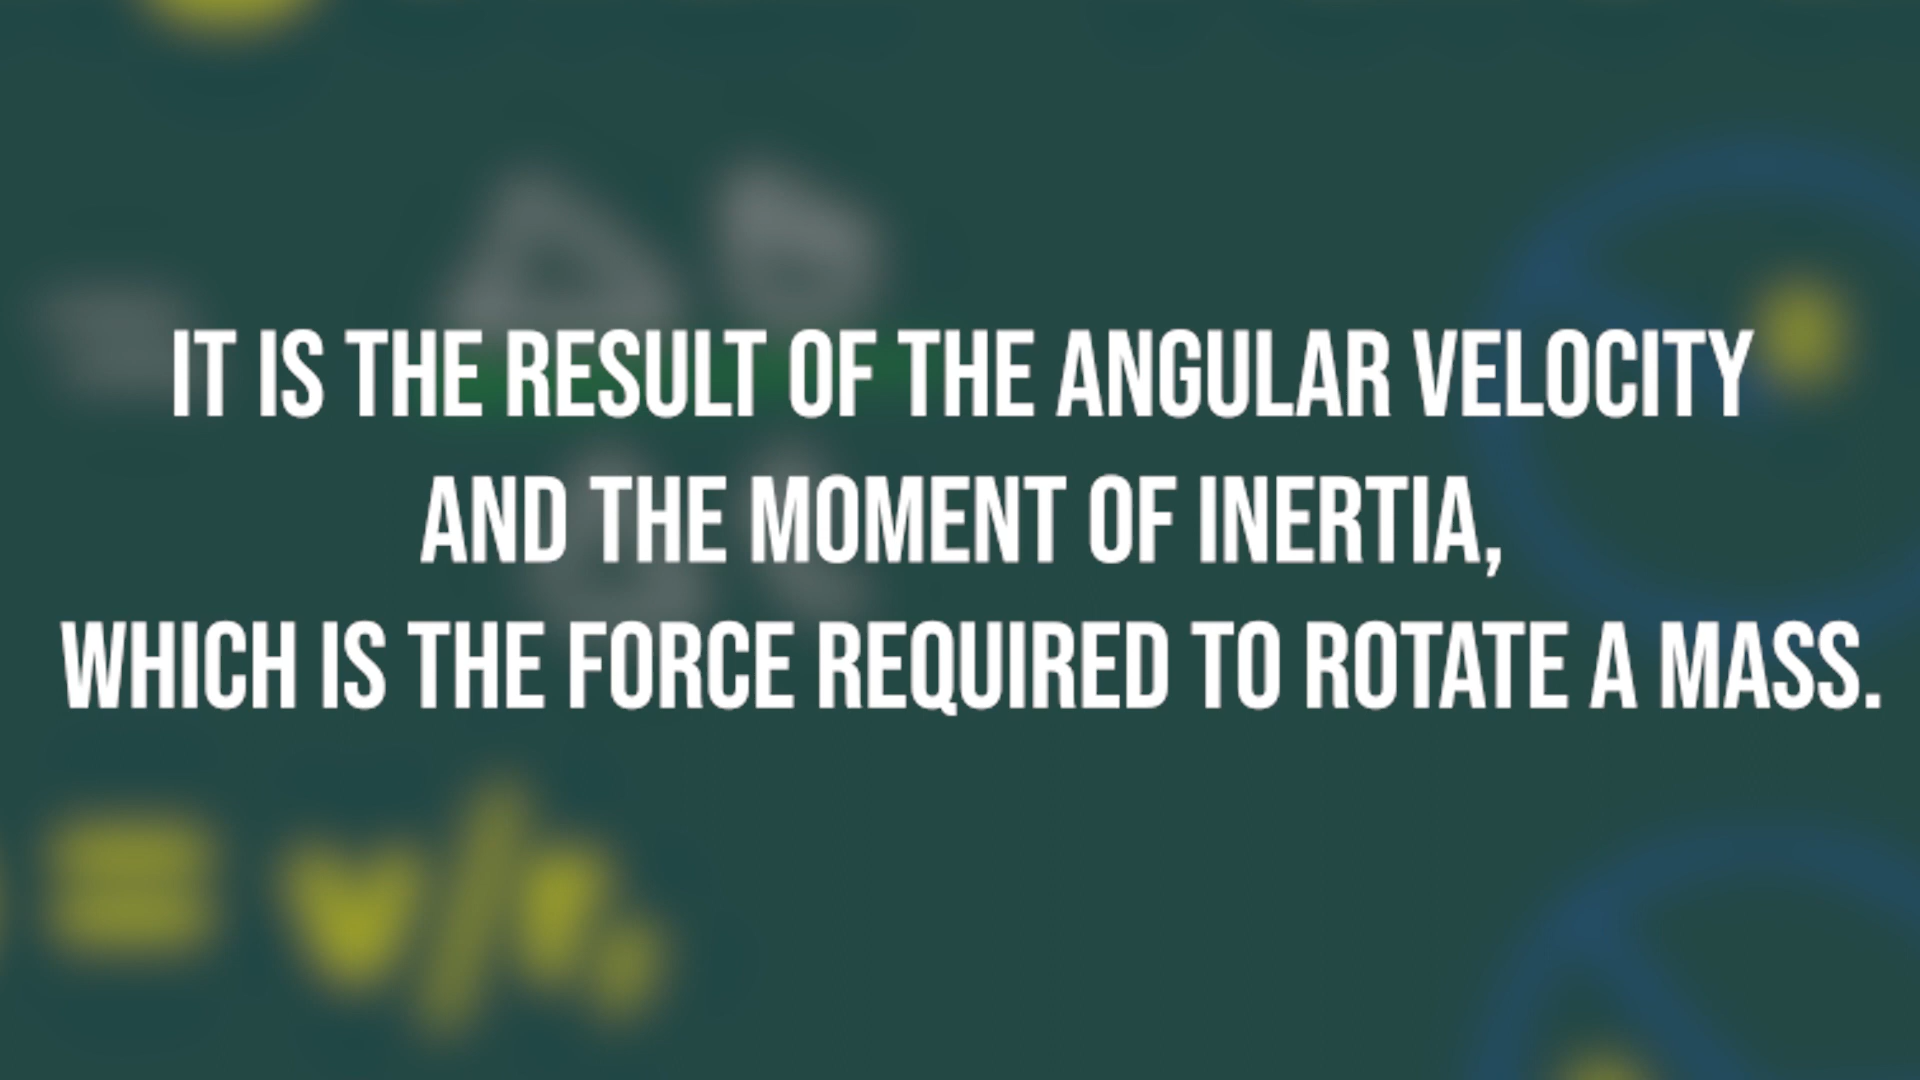 IT IS THE RESULT OF THE ANGULAR VELOCITY
AND THE MOMENT OF INERTIA,
WHICH IS THE FORCE REQUIRED TO ROTATE A MASS.